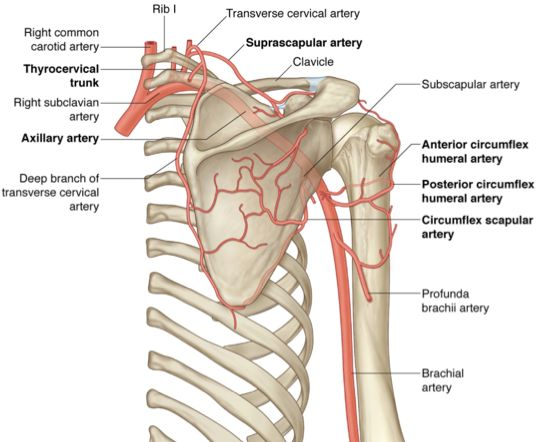 Rib I
Transverse cervical artery
Right common
carotid artery
Suprascapular artery
Clavicle
Thyrocervical
trunk
Subscapular artery
Right subclavian
artery
Axillary artery
Anterior circumflex
humeral artery
Deep branch of
transverse cervical
artery
Posterior circumflex
humeral artery
Circumflex scapular
artery
Profunda
brachii artery
Brachial
artery